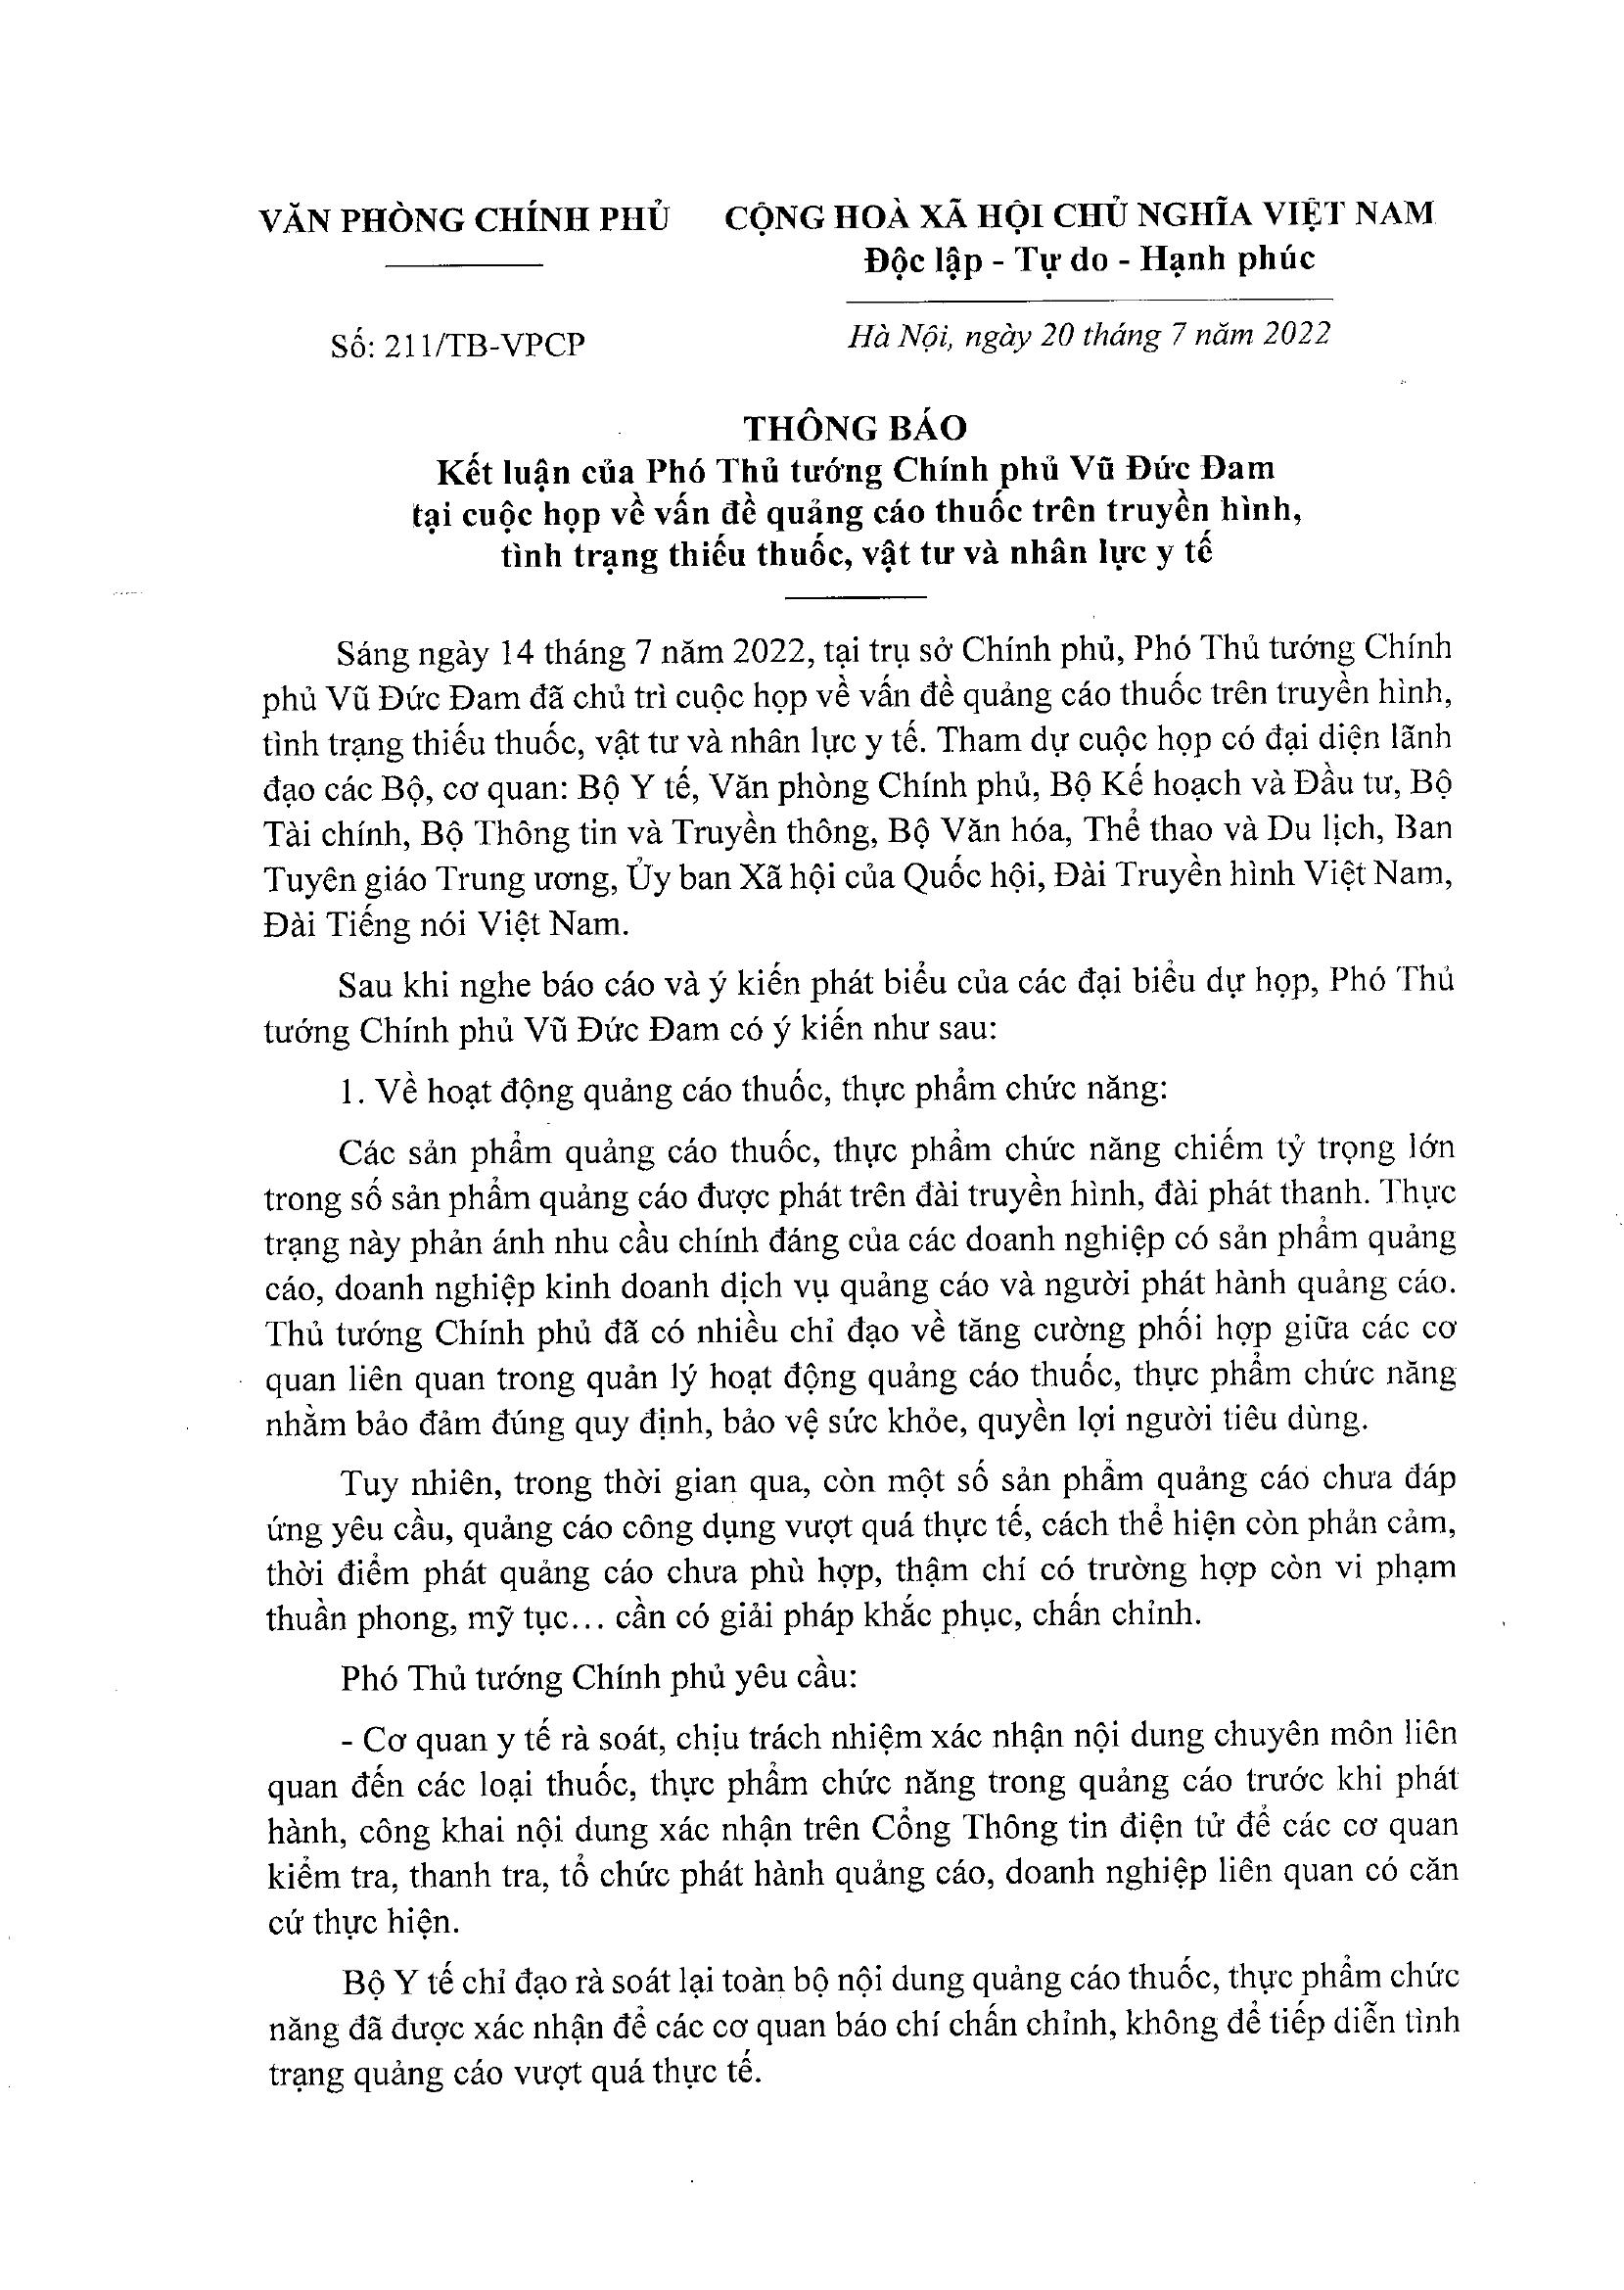 VĂN PHÒNG CHÍNH PHỦ
CỘNG HOÀ XÃ HỘI CHỦ NGHĨA VIỆT NAM
Độc lập - Tự do - Hạnh phúc
Số: 211/TB-VPCP
Hà Nội, ngày 20 tháng 7 năm 2022
THÔNG BÁO
Kết luận của Phó Thủ tướng Chính phủ Vũ Đức Đam
tại cuộc họp về vấn đề quảng cáo thuốc trên truyền hình,
tình trạng thiếu thuốc, vật tư và nhân lực y tế
Sáng ngày 14 tháng 7 năm 2022, tại trụ sở Chính phủ, Phó Thủ tướng Chính
phủ Vũ Đức Đam đã chủ trì cuộc họp về vấn đề quảng cáo thuốc trên truyền hình,
tình trạng thiếu thuốc, vật tư và nhân lực y tế. Tham dự cuộc họp có đại diện lãnh
đạo các Bộ, cơ quan: Bộ Y tế, Văn phòng Chính phủ, Bộ Kế hoạch và Đầu tư, Bộ
Tài chính, Bộ Thông tin và Truyền thông, Bộ Văn hóa, Thể thao và Du lịch, Ban
Tuyên giáo Trung ương, Ủy ban Xã hội của Quốc hội, Đài Truyền hình Việt Nam,
Đài Tiếng nói Việt Nam.
Sau khi nghe báo cáo và ý kiến phát biểu của các đại biểu dự họp, Phó Thủ
tướng Chính phủ Vũ Đức Đam có ý kiến như sau:
1. Về hoạt động quảng cáo thuốc, thực phẩm chức năng:
Các sản phẩm quảng cáo thuốc, thực phẩm chức năng chiếm tỷ trọng lớn
trong số sản phẩm quảng cáo được phát trên đài truyền hình, đài phát thanh. Thực
trạng này phản ánh nhu cầu chính đáng của các doanh nghiệp có sản phẩm quảng
cáo, doanh nghiệp kinh doanh dịch vụ quảng cáo và người phát hành quảng cáo.
Thủ tướng Chính phủ đã có nhiều chỉ đạo về tăng cường phối hợp giữa các cơ
quan liên quan trong quản lý hoạt động quảng cáo thuốc, thực phẩm chức năng
nhằm bảo đảm đúng quy định, bảo vệ sức khỏe, quyền lợi người tiêu dùng.
Tuy nhiên, trong thời gian qua, còn một số sản phẩm quảng cáo chưa đáp
ứng yêu cầu, quảng cáo công dụng vượt quá thực tế, cách thể hiện còn phản cảm,
thời điểm phát quảng cáo chưa phù hợp, thậm chí có trường hợp còn vi phạm
thuần phong, mỹ tục... cần có giải pháp khắc phục, chấn chỉnh.
Phó Thủ tướng Chính phủ yêu cầu:
- Cơ quan y tế rà soát, chịu trách nhiệm xác nhận nội dung chuyên môn liên
quan đến các loại thuốc, thực phẩm chức năng trong quảng cáo trước khi phát
hành, công khai nội dung xác nhận trên Cổng Thông tin điện tử để các cơ quan
kiểm tra, thanh tra, tổ chức phát hành quảng cáo, doanh nghiệp liên quan có căn
cứ thực hiện.
Bộ Y tế chỉ đạo rà soát lại toàn bộ nội dung quảng cáo thuốc, thực phẩm chức
năng đã được xác nhận để các cơ quan báo chí chấn chỉnh, không để tiếp diễn tình
trạng quảng cáo vượt quá thực tế.